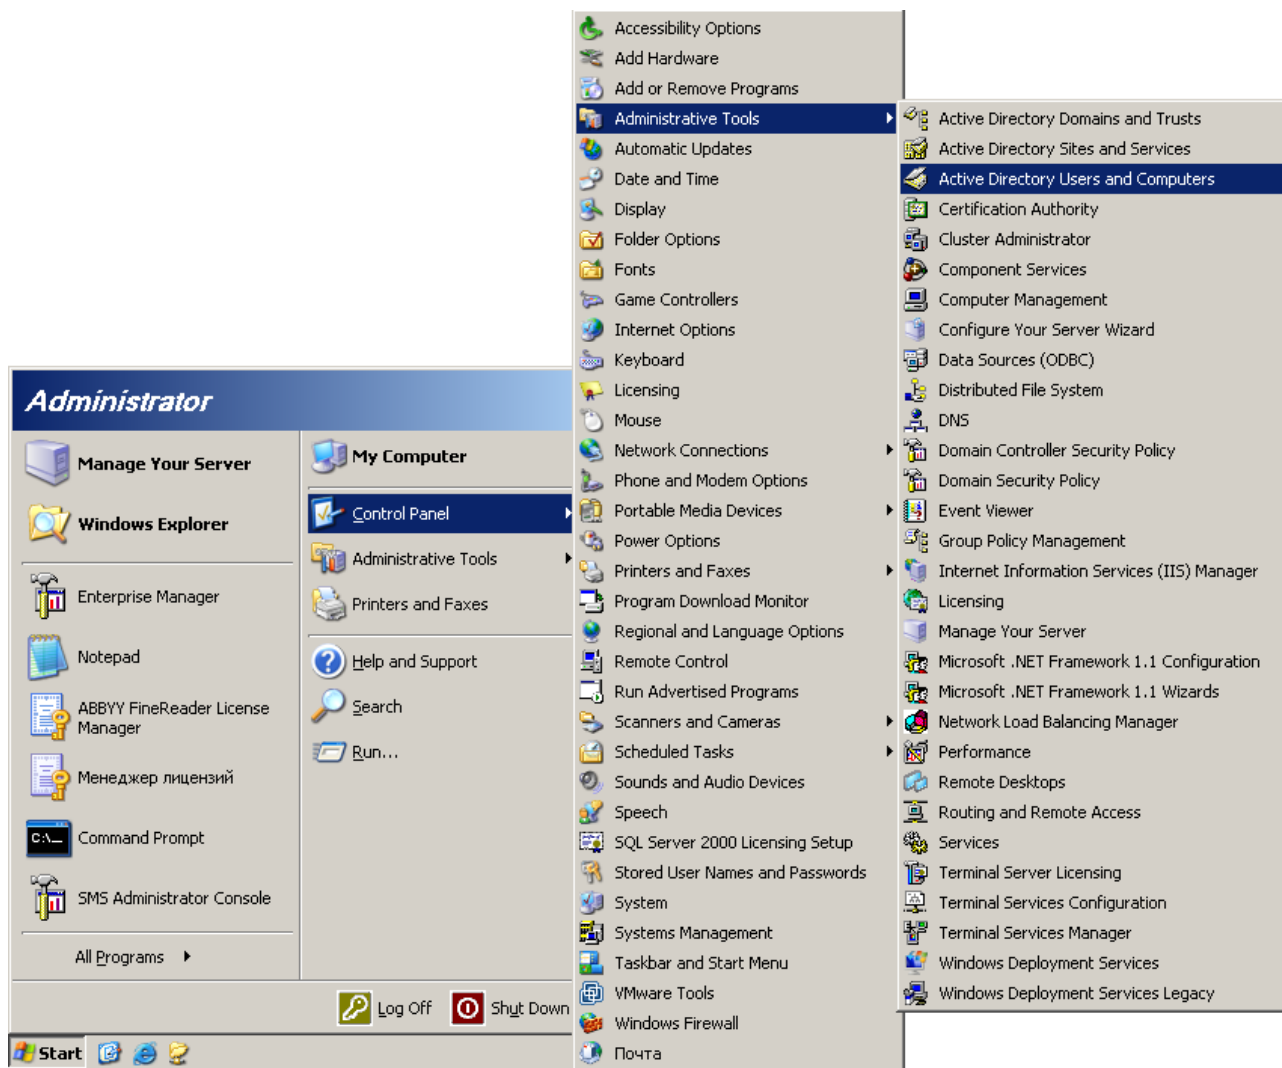 Administrator
Manage Your Server
Windows Explorer
Enterprise Manager
Notepad
ABBYY FineReader License
Manager
Менеджер лицензий
C:\_
Command Prompt
SMS Administrator Console
All Programs
My Computer
Control Panel
Administrative Tools
Printers and Faxes
Help and Support
Search
Run...
Log Off
Shut Down
Start
Accessibility Options
Add Hardware
Add or Remove Programs
Administrative Tools
Automatic Updates
Date and Time
Display
Folder Options
Fonts
Game Controllers
Internet Options
Keyboard
Licensing
Mouse
Network Connections
Phone and Modem Options
Portable Media Devices
Power Options
Printers and Faxes
Program Download Monitor
Regional and Language Options
Remote Control
Run Advertised Programs
Scanners and Cameras
Scheduled Tasks
Sounds and Audio Devices
Speech
SQL Server 2000 Licensing Setup
Stored User Names and Passwords
System
Systems Management
Taskbar and Start Menu
VMware Tools
Windows Firewall
Почта
Active Directory Domains and Trusts
Active Directory Sites and Services
Active Directory Users and Computers
Certification Authority
Cluster Administrator
Component Services
Computer Management
Configure Your Server Wizard
Data Sources (ODBC)
Distributed File System
DNS
Domain Controller Security Policy
Domain Security Policy
Event Viewer
Group Policy Management
Internet Information Services (IIS) Manager
Licensing
Manage Your Server
Microsoft .NET Framework 1.1 Configuration
Microsoft .NET Framework 1.1 Wizards
Network Load Balancing Manager
Performance
Remote Desktops
Routing and Remote Access
Services
Terminal Server Licensing
Terminal Services Configuration
Terminal Services Manager
Windows Deployment Services
Windows Deployment Services Legacy